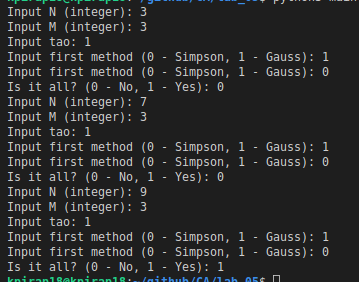 Input N (integer): 3
Input M (integer): 3
Input tao: 1
Input first method (0 - Simpson, 1 - Gauss): 1
Input first method (0 - Simpson, 1 - Gauss): 0
Is it all? (0 - No, 1 - Yes): 0
Input N (integer): 7
Input M (integer): 3
Input tao: 1
Input first method (0 - Simpson, 1 - Gauss): 1
Input first method (0 - Simpson, 1 - Gauss): 0
Is it all? (0 - No, 1 - Yes): 0
Input N (integer): 9
Input M (integer): 3
Input tao: 1
Input first method (0 - Simpson, 1 - Gauss): 1
Input first method (0 - Simpson, 1 - Gauss): 0
Is it all? (0 - No, 1 - Yes): 1
kpirap18@kpirap18:~/github/CA/lab_05$